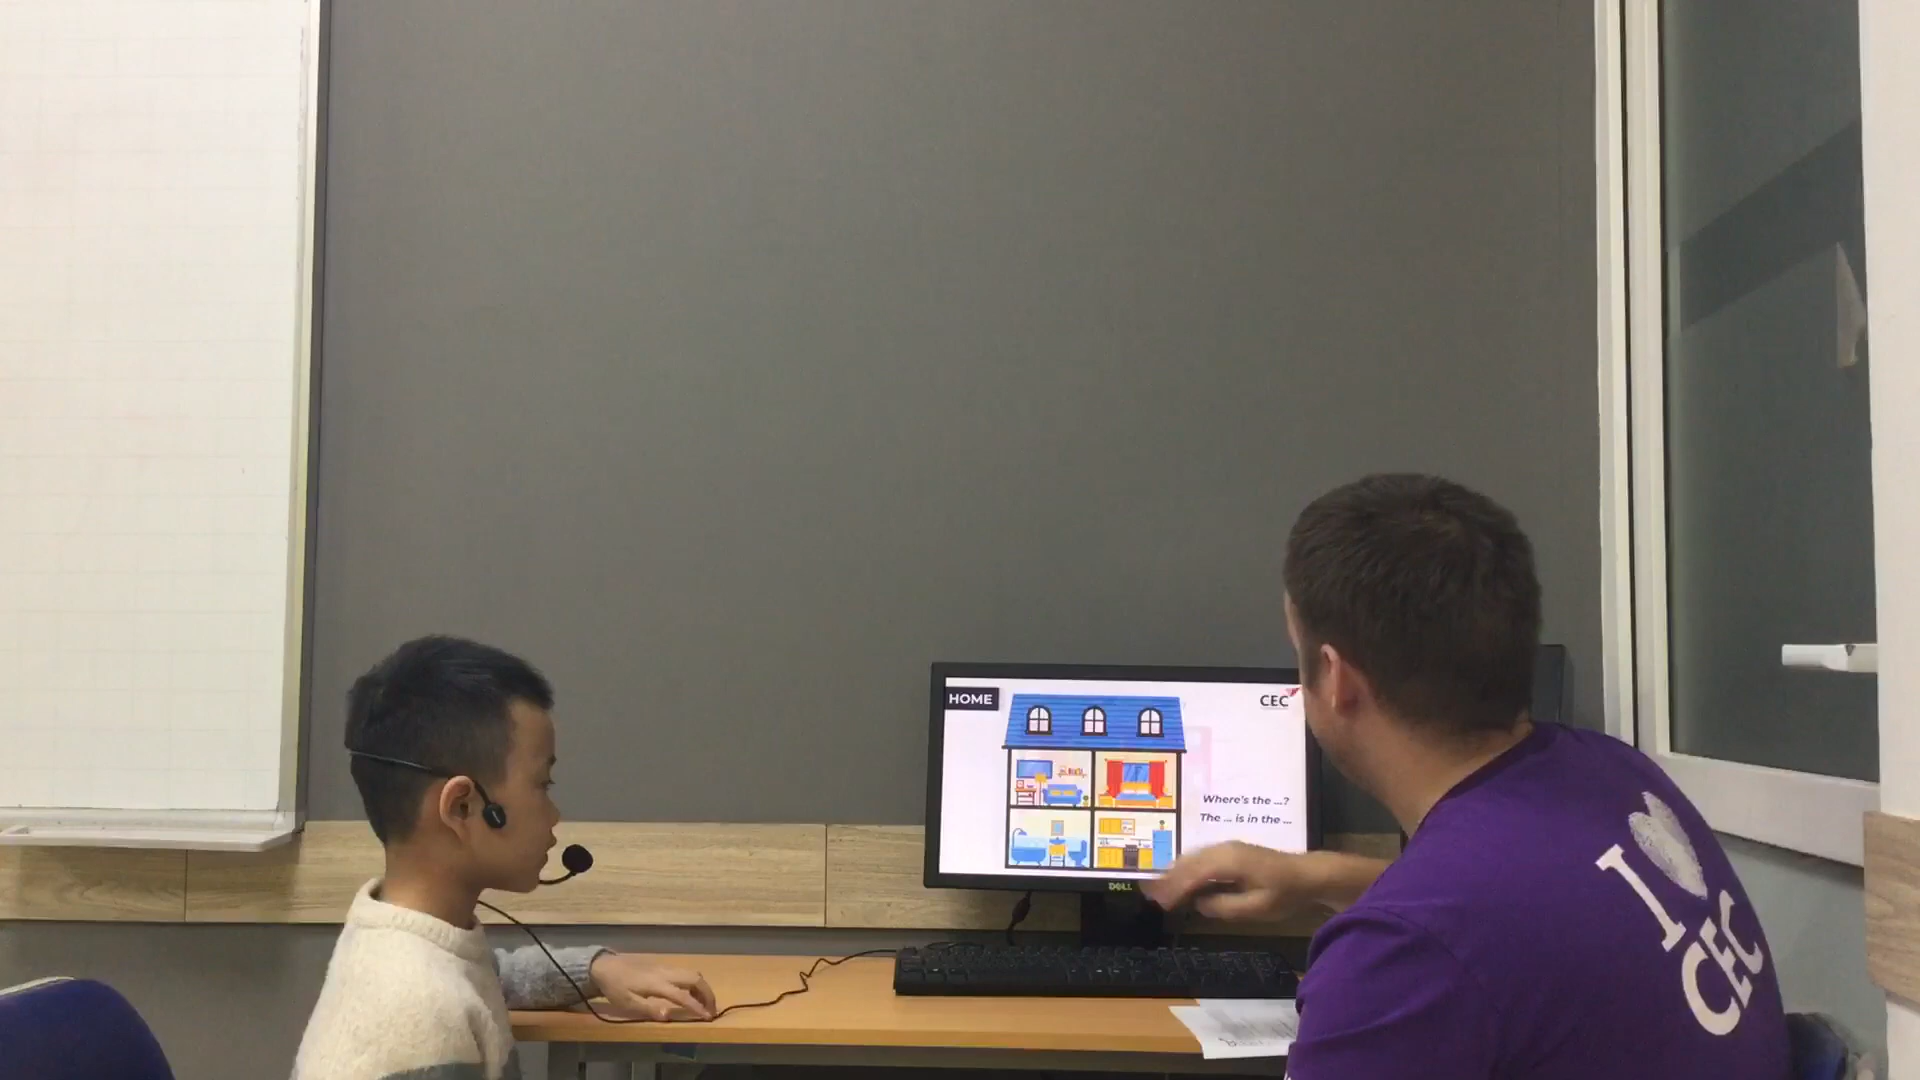 HOME
CEC
Where's the ...?
The ... is in the ...
DELL
I
CEC